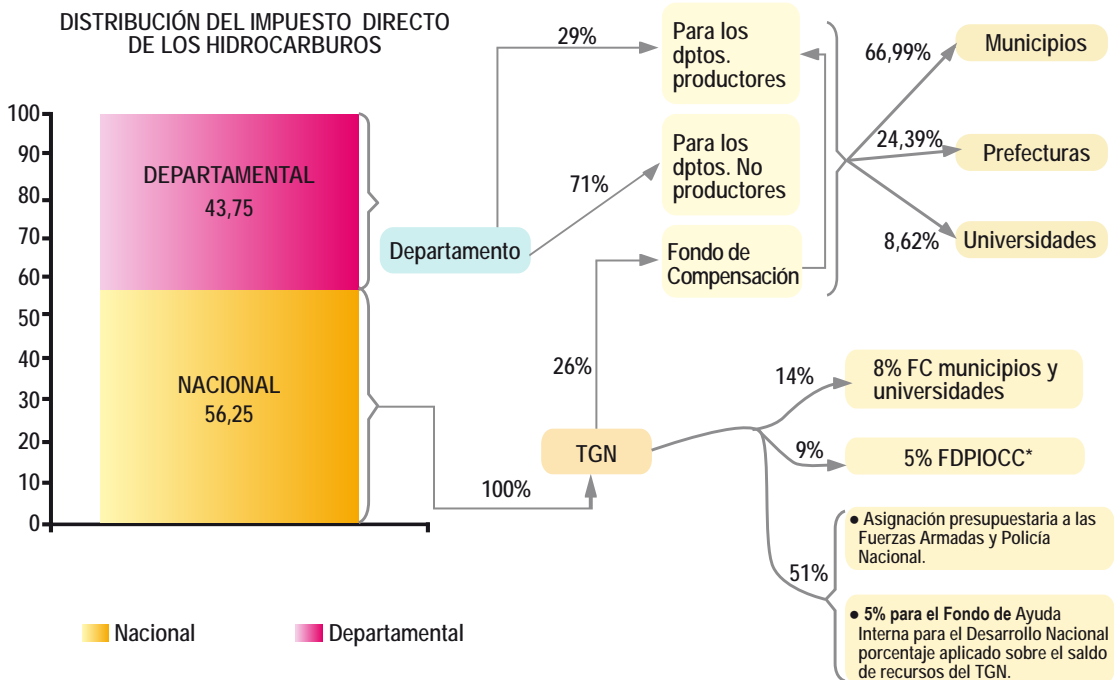 DISTRIBUCIÓN DEL IMPUESTO DIRECTO
DE LOS HIDROCARBUROS
100
90
80
70
60
50
40
30
20
10
0
DEPARTAMENTAL
43,75
NACIONAL
56,25
Nacional
Departamental
Departamento
29%
71%
Para los
dptos.
productores
Para los
dptos. No
productores
Fondo de
Compensación
66,99%
24,39%
8,62%
Municipios
Prefecturas
Universidades
26%
100%
TGN
14%
9%
51%
8% FC municipios y
universidades
5% FDPIOCC*
• Asignación presupuestaria a las
Fuerzas Armadas y Policía
Nacional.
• 5% para el Fondo de Ayuda
Interna para el Desarrollo Nacional
porcentaje aplicado sobre el saldo
de recursos del TGN.